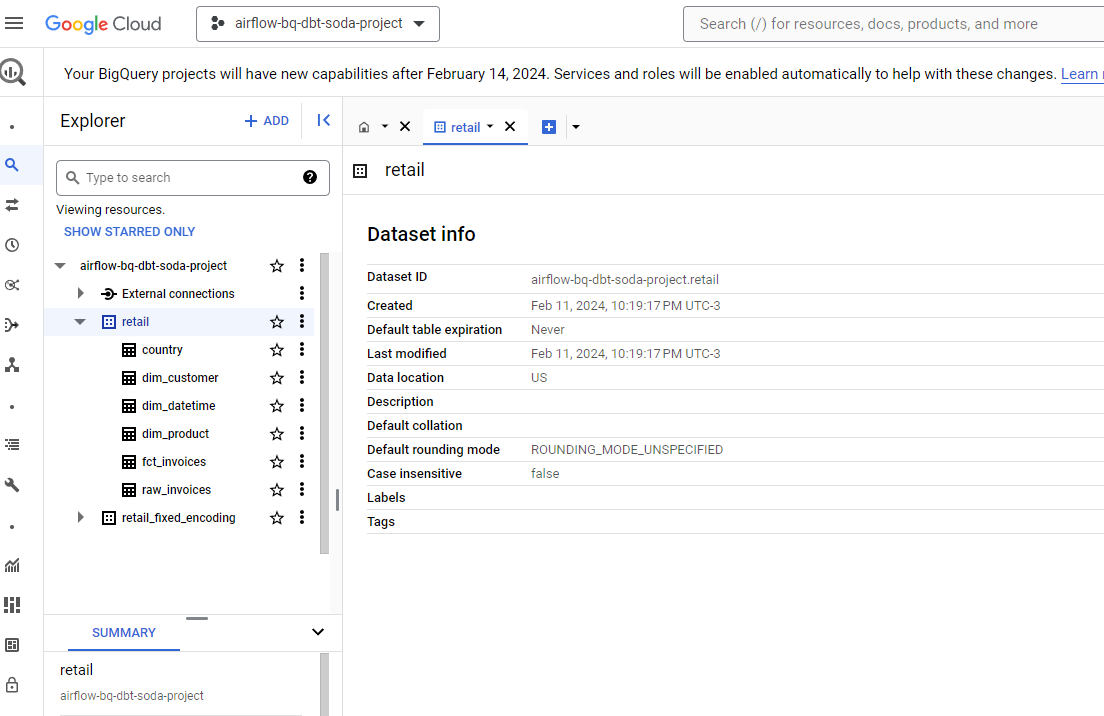 Google Cloud
airflow-bq-dbt-soda-project
Search (/) for resources, docs, products, and more
Your BigQuery projects will have new capabilities after February 14, 2024. Services and roles will be enabled automatically to help with these changes. Learn
Explorer
ADD
retail
Type to search
Viewing resources.
SHOW STARRED ONLY
airflow-bq-dbt-soda-project
External connections
retail
country
dim_customer
dim_datetime
dim_product
fct_invoices
raw_invoices
retail_fixed_encoding
SUMMARY
retail
airflow-bq-dbt-soda-project
retail
Dataset info
Dataset ID airflow-bq-dbt-soda-project.retail
Created Feb 11, 2024, 10:19:17 PM UTC-3
Default table expiration Never
Last modified Feb 11, 2024, 10:19:17 PM UTC-3
Data location US
Description
Default collation
Default rounding mode ROUNDING_MODE_UNSPECIFIED
Case insensitive false
Labels
Tags